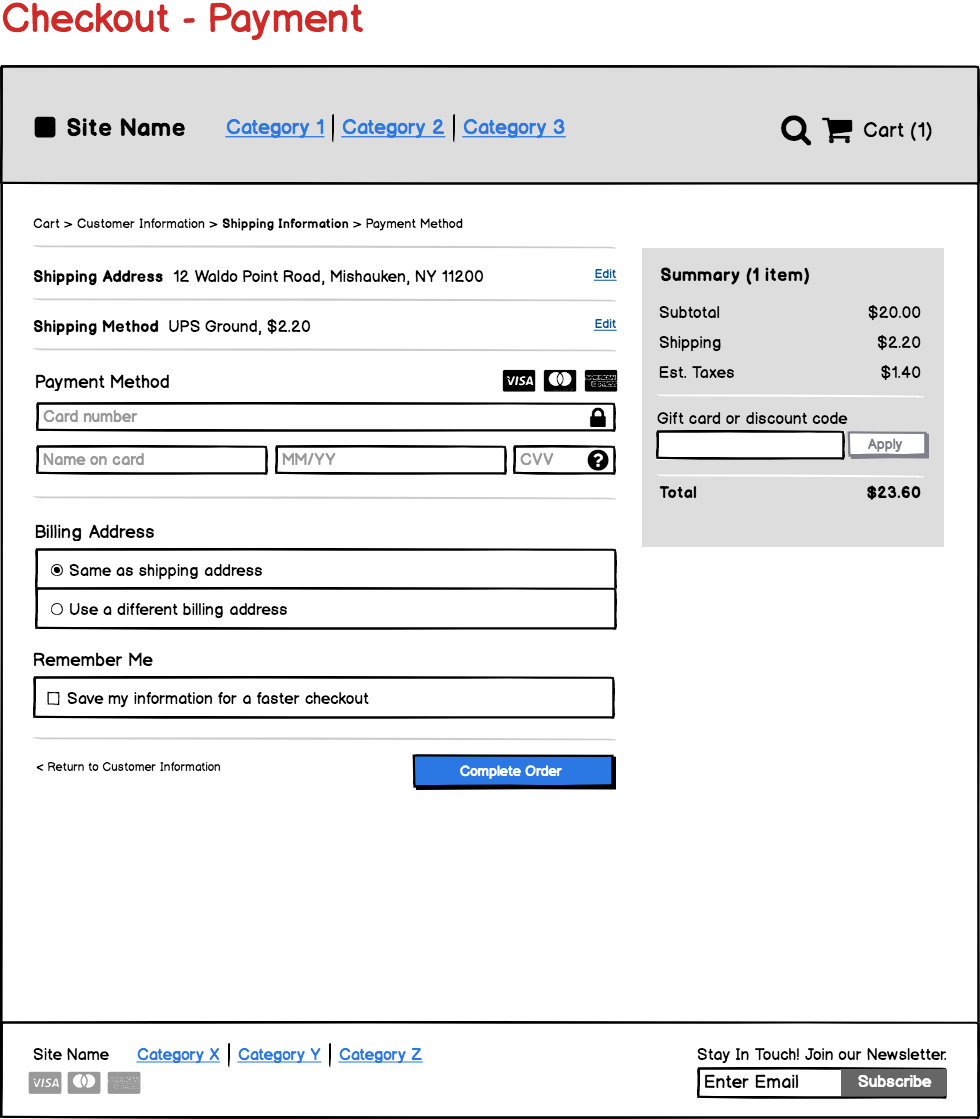 Checkout - Payment
Site Name Category 1 Category 2 Category 3 Cart (1)
Cart > Customer Information > Shipping Information > Payment Method
Shipping Address 12 Waldo Point Road, Mishauken, NY 11200 Edit
Shipping Method UPS Ground, $2.20 Edit
Payment Method VISA
Card number
Name on card MM/YY CVV ?
Billing Address
Same as shipping address
Use a different billing address
Remember Me
Save my information for a faster checkout
< Return to Customer Information Complete Order
Summary (1 item)
Subtotal $20.00
Shipping $2.20
Est. Taxes $1.40
Gift card or discount code
Apply
Total $23.60
Site Name Category X Category Y Category Z
VISA
Stay In Touch! Join our Newsletter.
Enter Email Subscribe